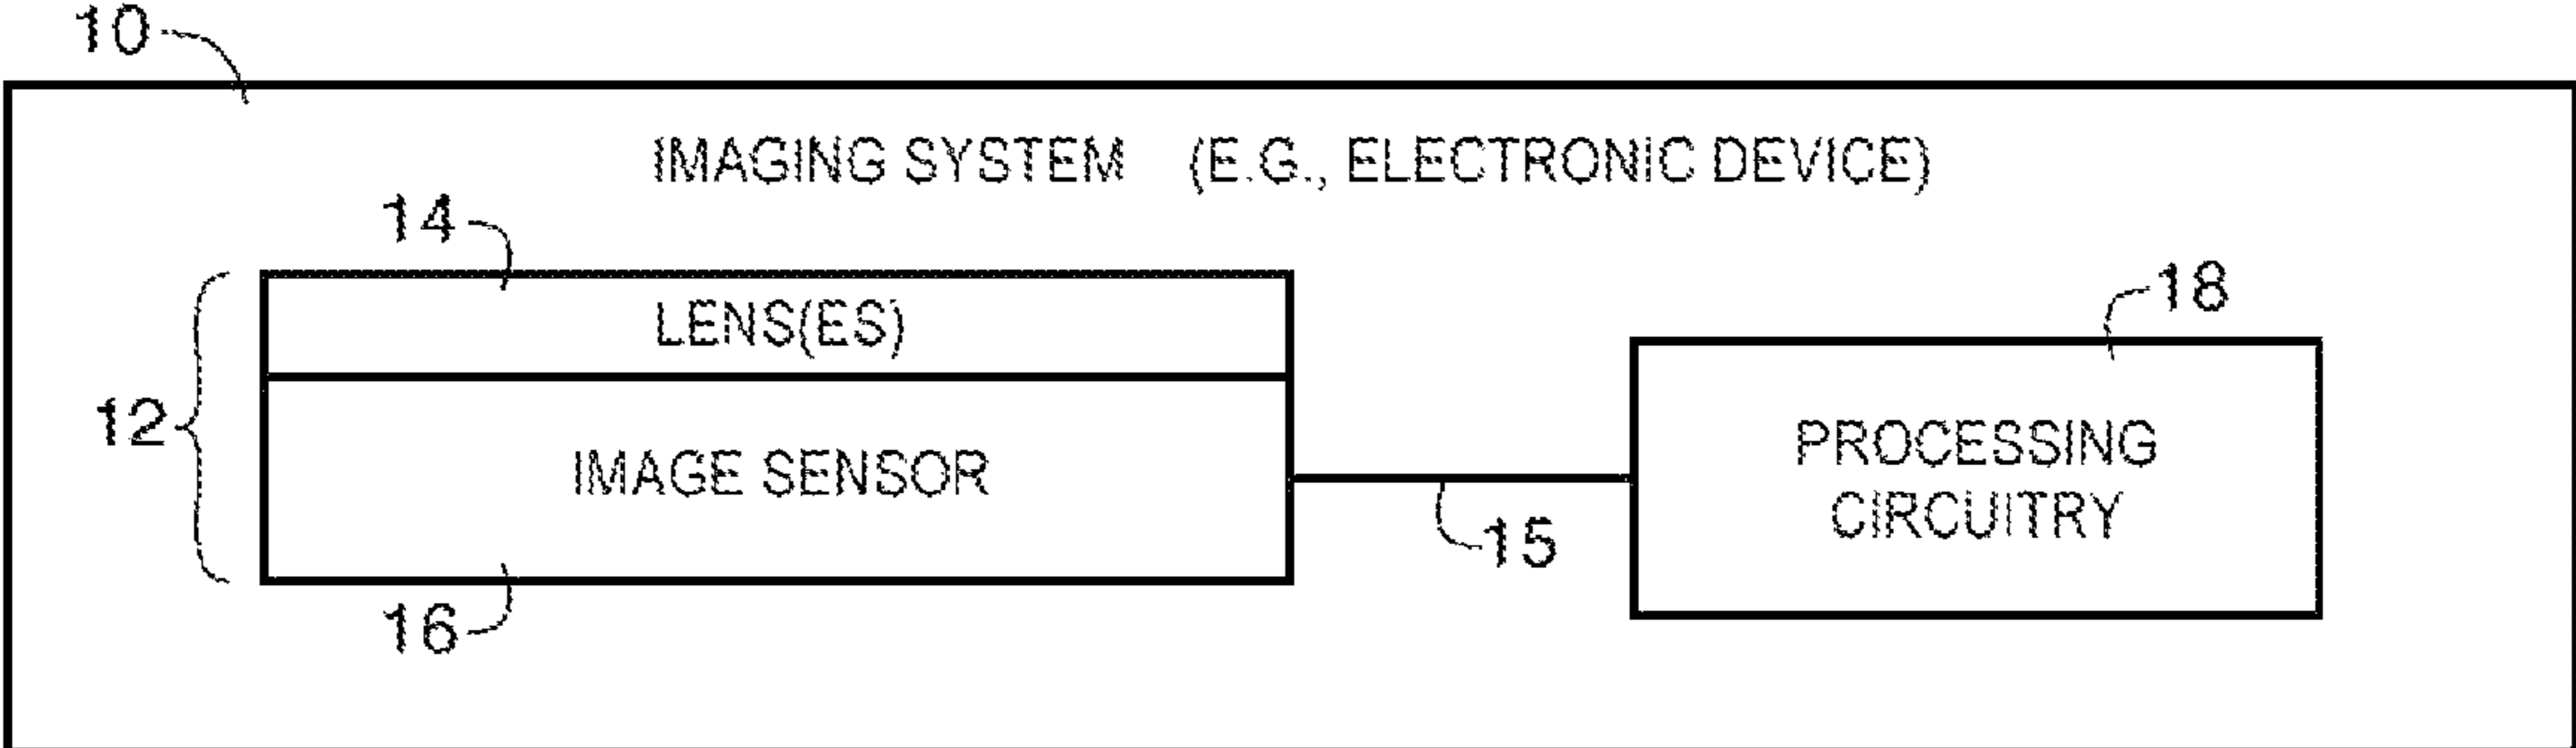 10
IMAGING SYSTEM (E.G., ELECTRONIC DEVICE)
14
LENS(ES)
18
12
IMAGE SENSOR
PROCESSING
CIRCUITRY
15
16